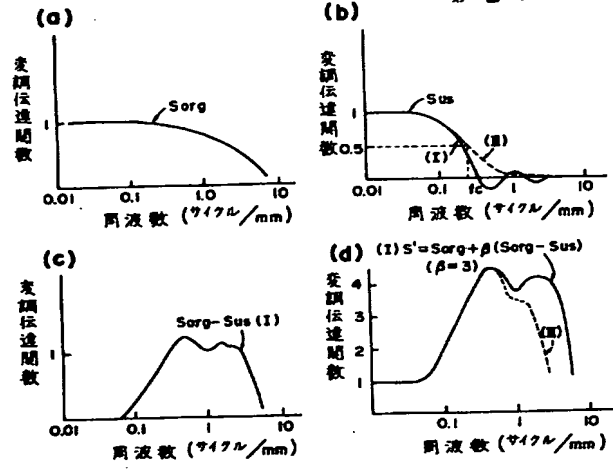 (a)
変調伝達関数
1
Sorg
0.01
0.1
1.0
10
周波数 (サイクル/mm)
(b)
変調伝達関数
1
0.5
Sus
(I)
(II)
fc
0.01
0.1
1
10
周波数 (サイクル/mm)
(c)
変調伝達関数
1
Sorg-Sus (I)
0.01
0.1
1
10
周波数 (サイクル/mm)
(d)
(I) S'=Sorg+β(Sorg-Sus)
(β=3)
変調伝達関数
4
3
2
1
(II)
0.1
1
10
周波数 (サイクル/mm)